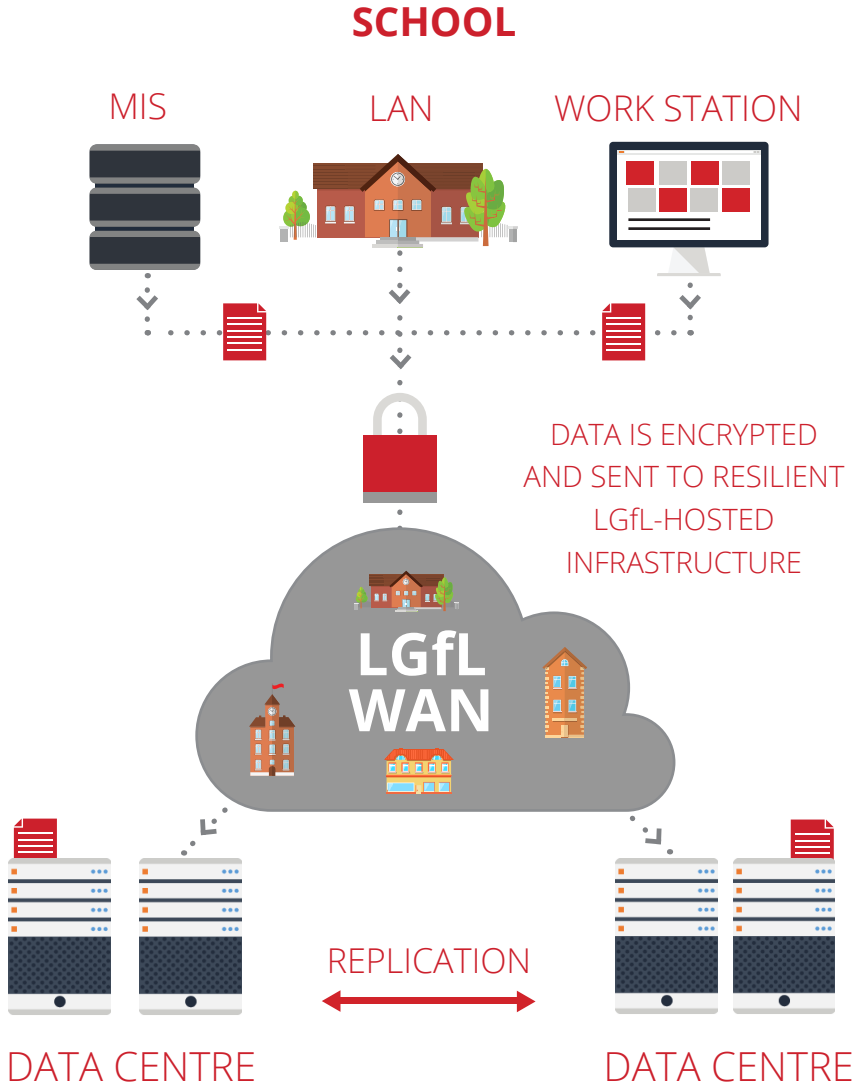 SCHOOL
MIS
LAN
WORK STATION
DATA IS ENCRYPTED
AND SENT TO RESILIENT
LGfL-HOSTED
INFRASTRUCTURE
LGfL
WAN
REPLICATION
DATA CENTRE
DATA CENTRE